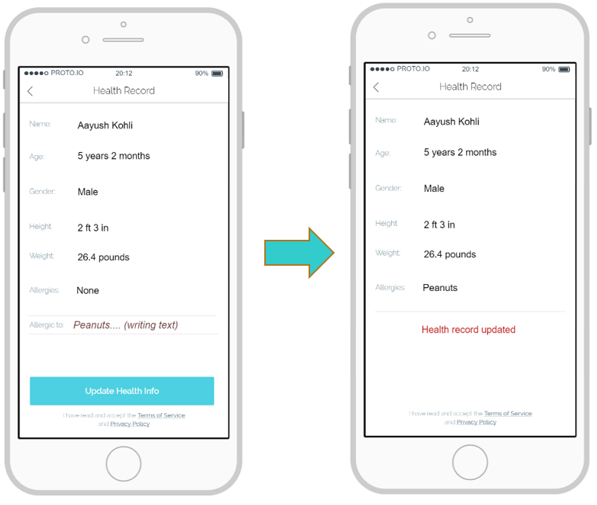 PROTO.IO 20:12 90%
Health Record
Name: Aayush Kohli
Age: 5 years 2 months
Gender: Male
Height 2 ft 3 in
Weight: 26.4 pounds
Allergies: None
Allergic to: Peanuts.... (writing text)
Update Health Info
I have read and accept the Terms of Service
and Privacy Policy
PROTO.IO 20:12 90%
Health Record
Name: Aayush Kohli
Age: 5 years 2 months
Gender: Male
Height 2 ft 3 in
Weight: 26.4 pounds
Allergies: Peanuts
Health record updated
I have read and accept the Terms of Service
and Privacy Policy